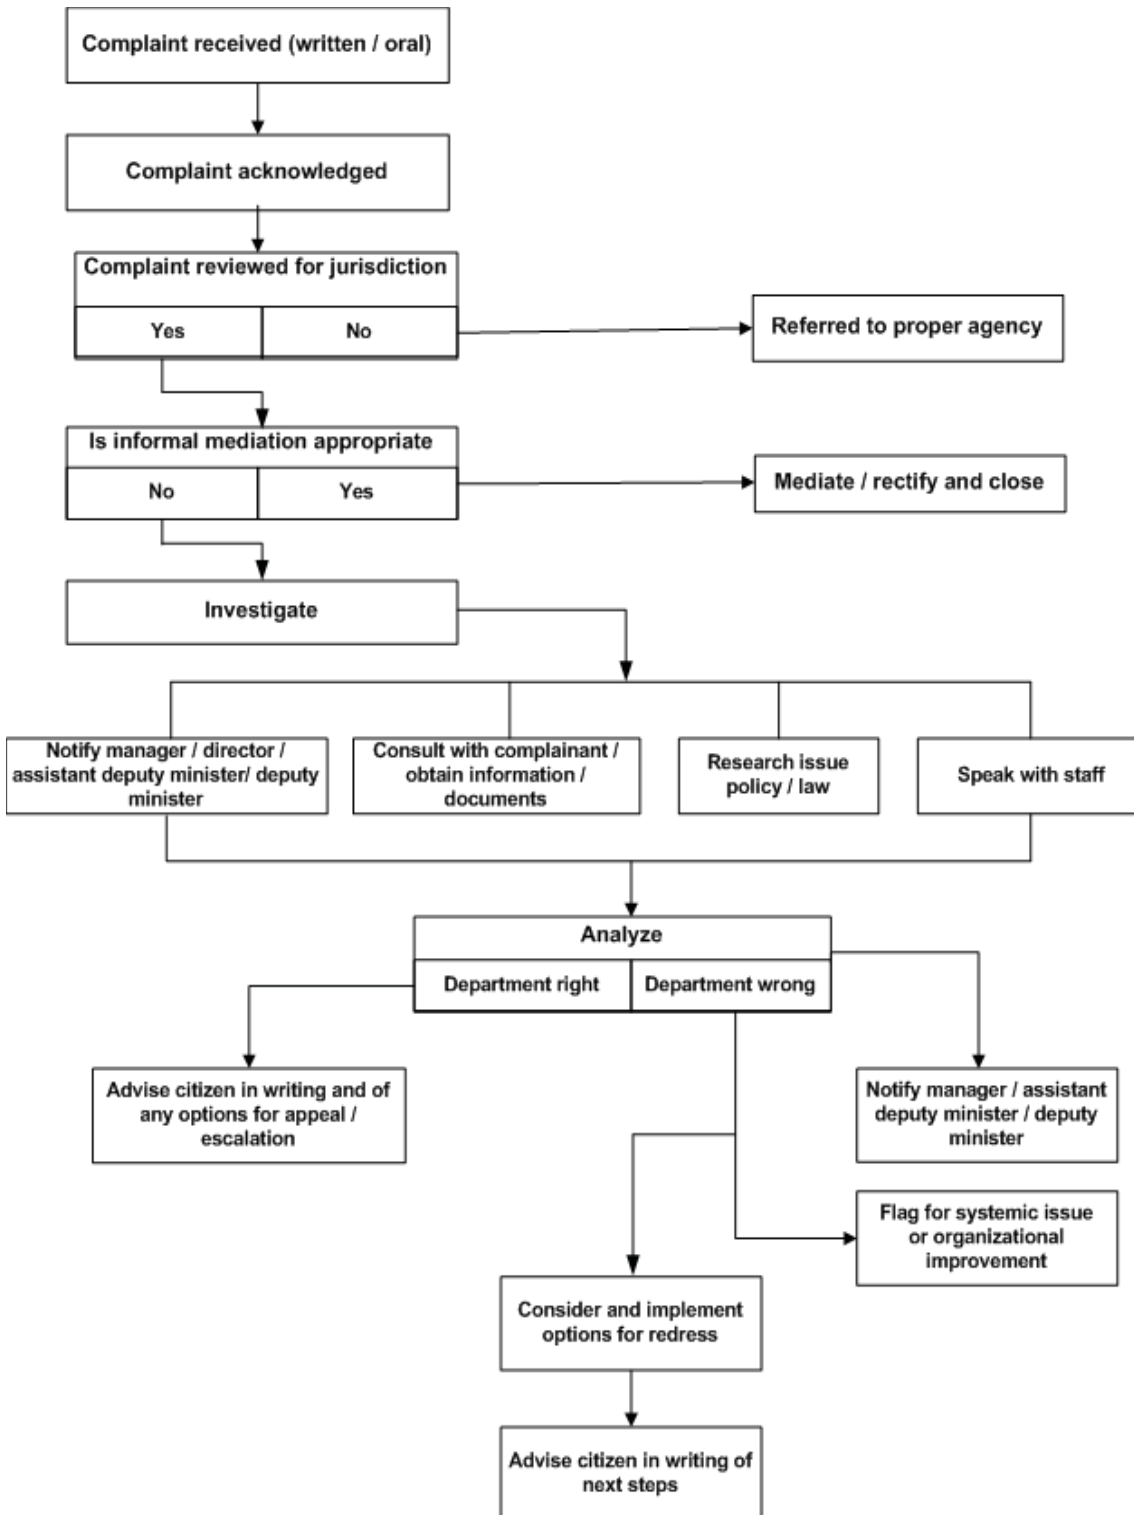 Complaint received (written / oral)
Complaint acknowledged
Complaint reviewed for jurisdiction
Yes
No
Referred to proper agency
Is informal mediation appropriate
No
Yes
Mediate / rectify and close
Investigate
Notify manager / director /
assistant deputy minister/ deputy
minister
Consult with complainant /
obtain information /
documents
Research issue
policy / law
Speak with staff
Analyze
Department right
Department wrong
Advise citizen in writing and of
any options for appeal /
escalation
Notify manager / assistant
deputy minister / deputy
minister
Flag for systemic issue
or organizational
improvement
Consider and implement
options for redress
Advise citizen in writing of
next steps